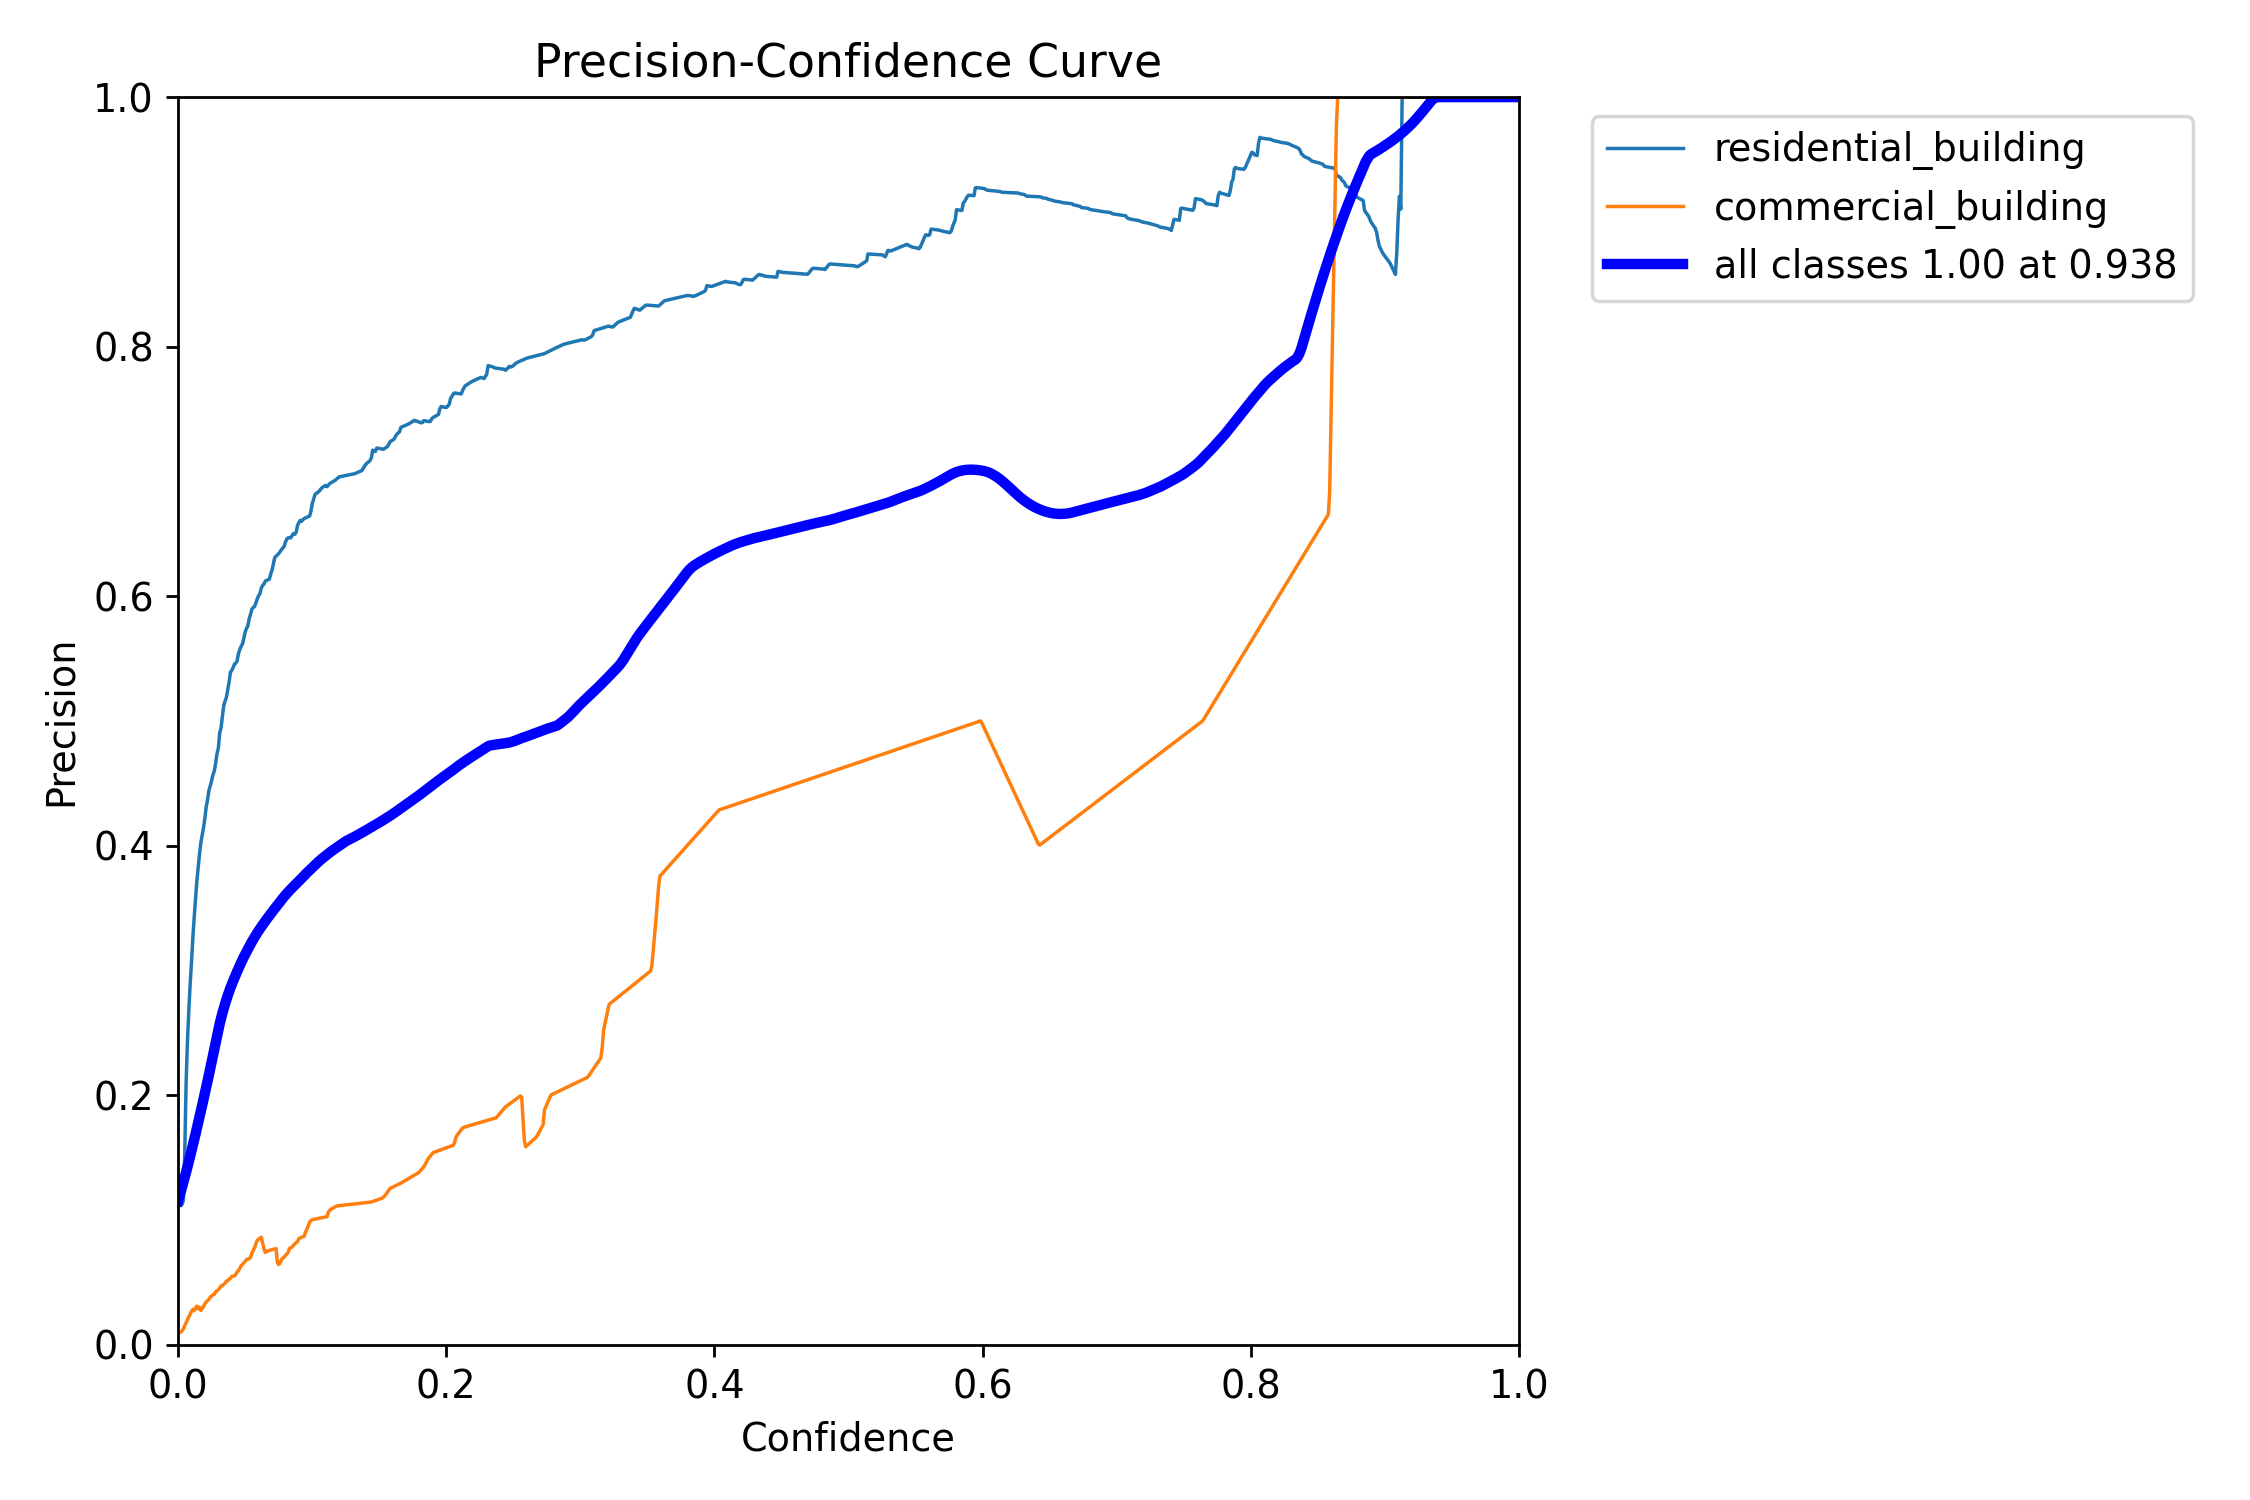 Precision-Confidence Curve
1.0
0.8
0.6
0.4
0.2
0.0
Precision
0.0 0.2 0.4 0.6 0.8 1.0
Confidence
residential_building
commercial_building
all classes 1.00 at 0.938